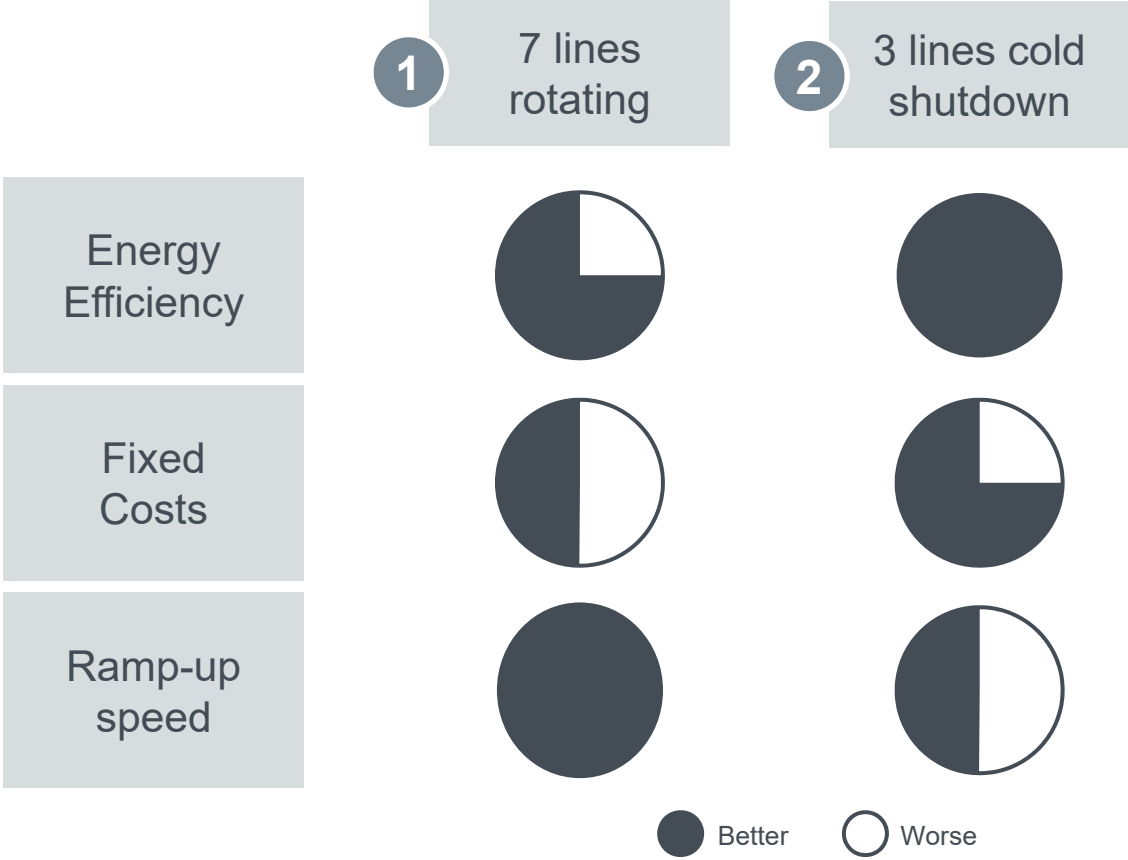 1
7 lines
rotating
2
3 lines cold
shutdown
Energy
Efficiency
Fixed
Costs
Ramp-up
speed
Better
Worse